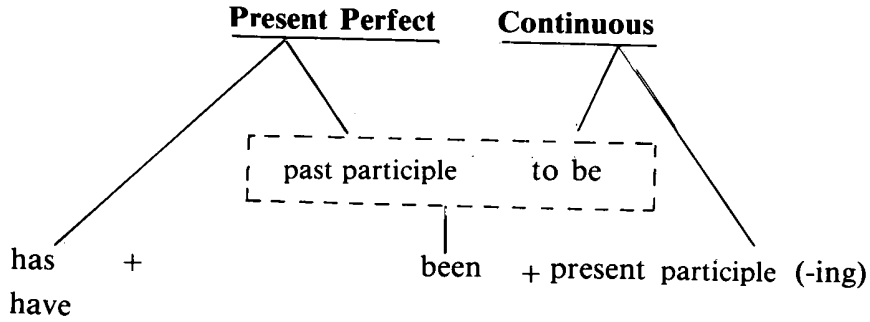 Present Perfect Continuous
past participle to be
has + been + present participle (-ing)
have